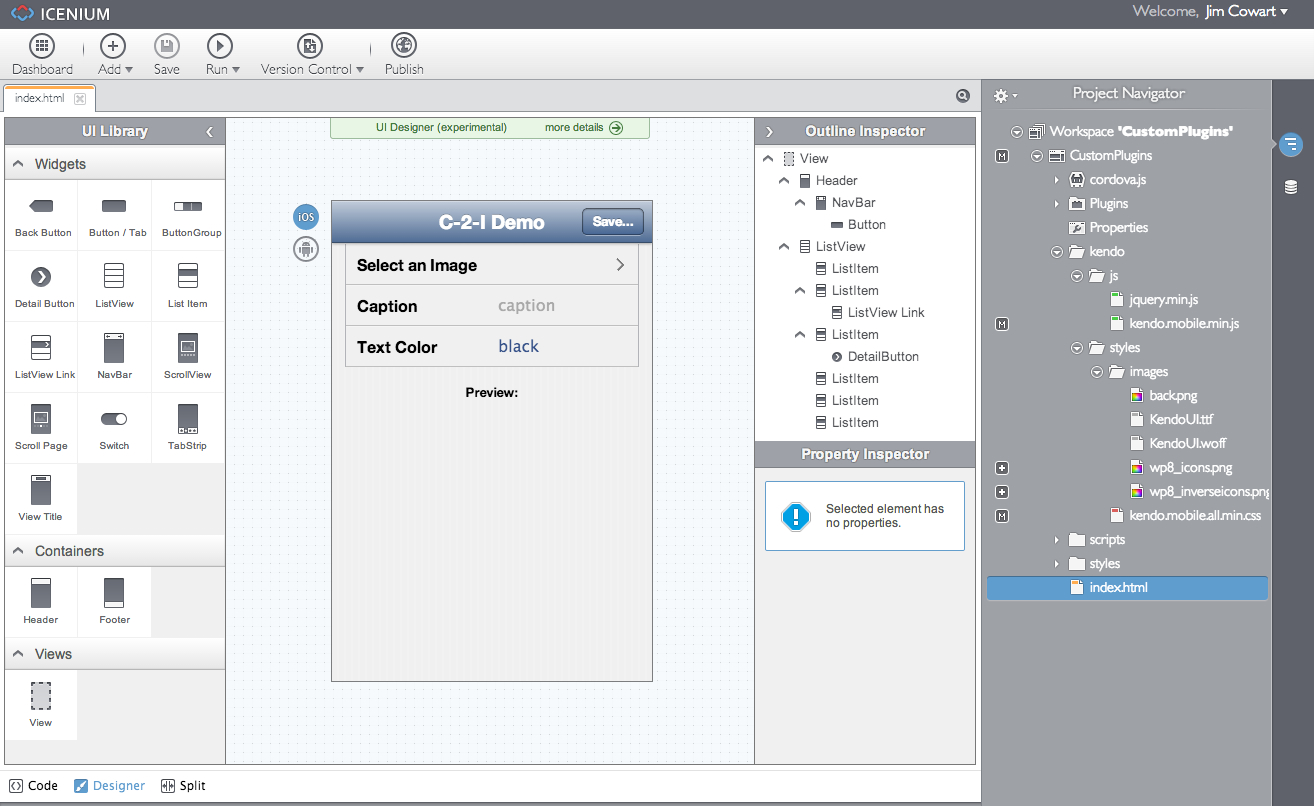 ICENIUM
Welcome, Jim Cowart
Dashboard
Add
Save
Run
Version Control
Publish
index.html
UI Library
Widgets
Back Button
Button / Tab
ButtonGroup
Detail Button
ListView
List Item
ListView Link
NavBar
ScrollView
Scroll Page
Switch
TabStrip
View Title
Containers
Header
Footer
Views
View
UI Designer (experimental)
more details
iOS
C-2-I Demo
Save...
Select an Image
Caption
caption
Text Color
black
Preview:
Outline Inspector
View
Header
NavBar
Button
ListView
ListItem
ListItem
ListView Link
ListItem
DetailButton
ListItem
ListItem
ListItem
Property Inspector
Selected element has
no properties.
Project Navigator
Workspace 'CustomPlugins'
M
CustomPlugins
cordova.js
Plugins
Properties
kendo
js
jquery.min.js
M
kendo.mobile.min.js
styles
images
back.png
KendoUI.ttf
KendoUI.woff
wp8_icons.png
wp8_inverseicons.png
M
kendo.mobile.all.min.css
scripts
styles
index.html
Code
Designer
Split